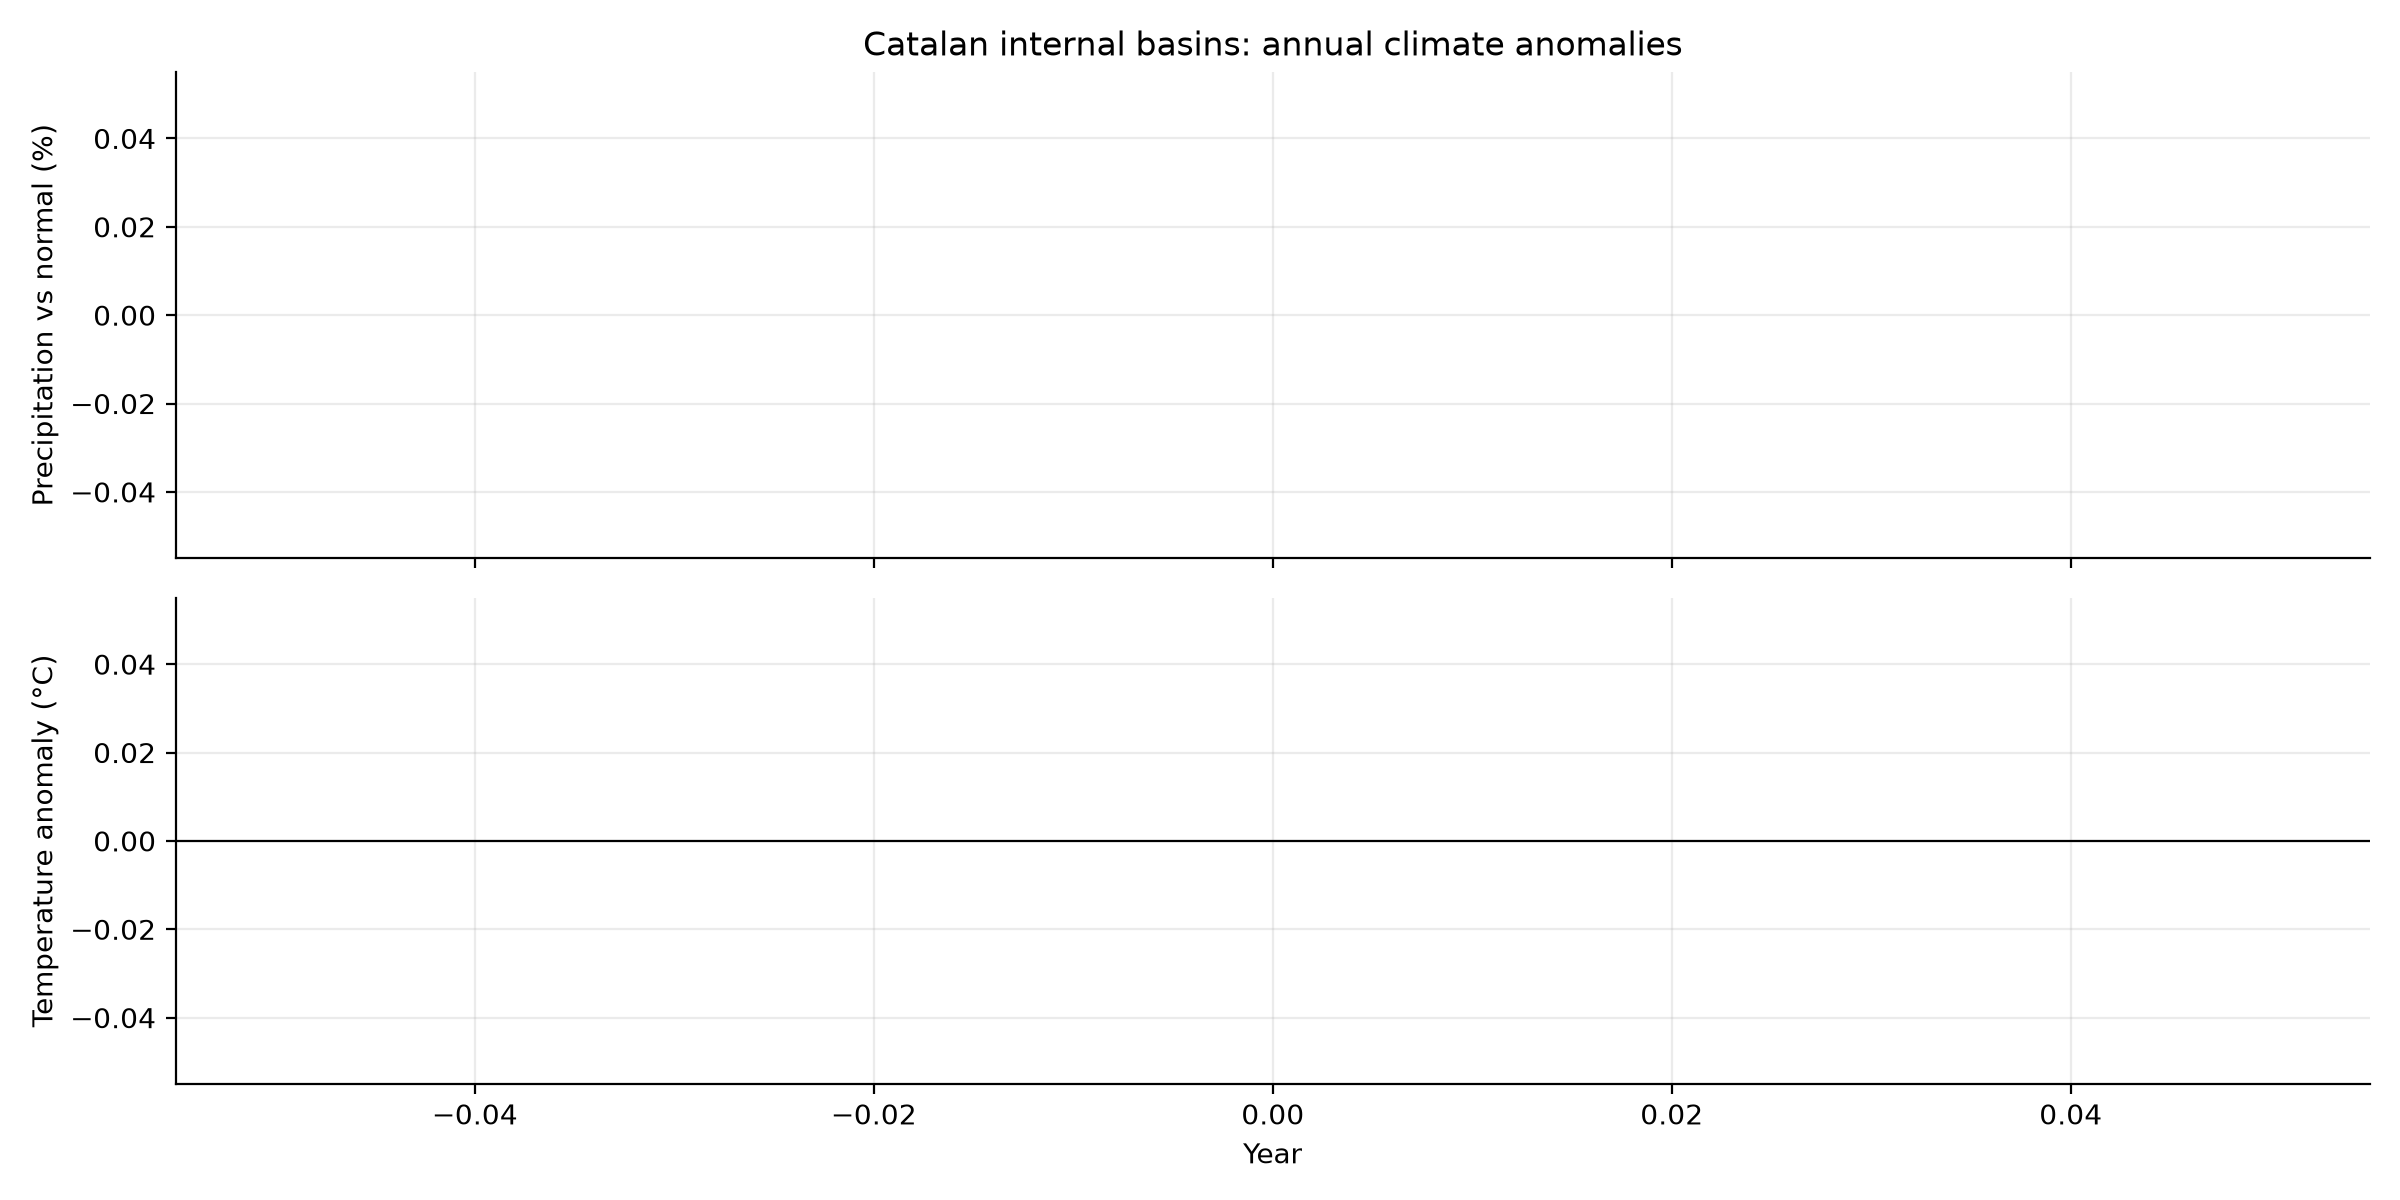 Catalan internal basins: annual climate anomalies
Precipitation vs normal (%)
0.04
0.02
0.00
−0.02
−0.04
Temperature anomaly (°C)
0.04
0.02
0.00
−0.02
−0.04
−0.04 −0.02 0.00 0.02 0.04
Year